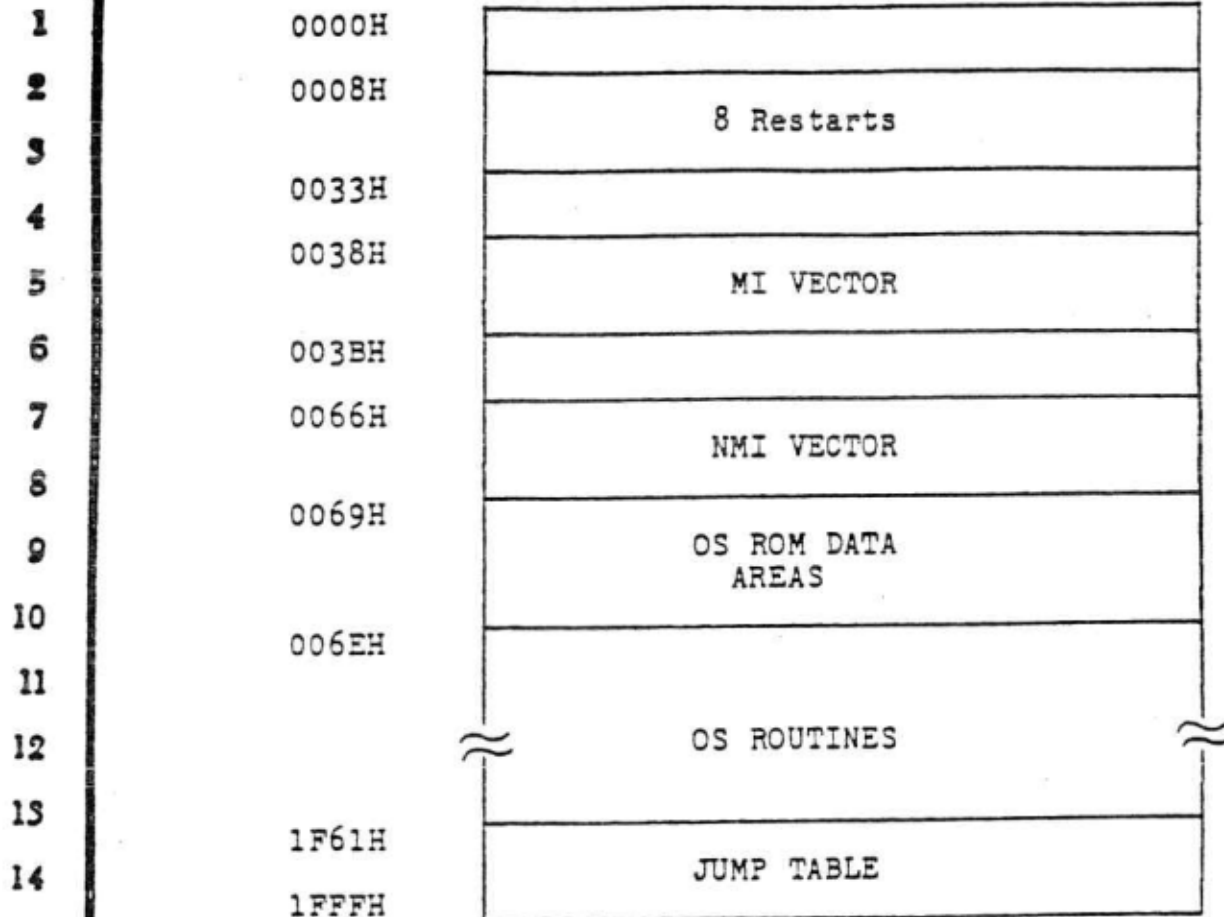 1 0000H
2 0008H
8 Restarts
3
0033H
4
0038H
5 MI VECTOR
6 003BH
7 0066H
NMI VECTOR
8
0069H
9 OS ROM DATA
AREAS
10
006EH
11
12 OS ROUTINES
13
1F61H
14 JUMP TABLE
1FFFH